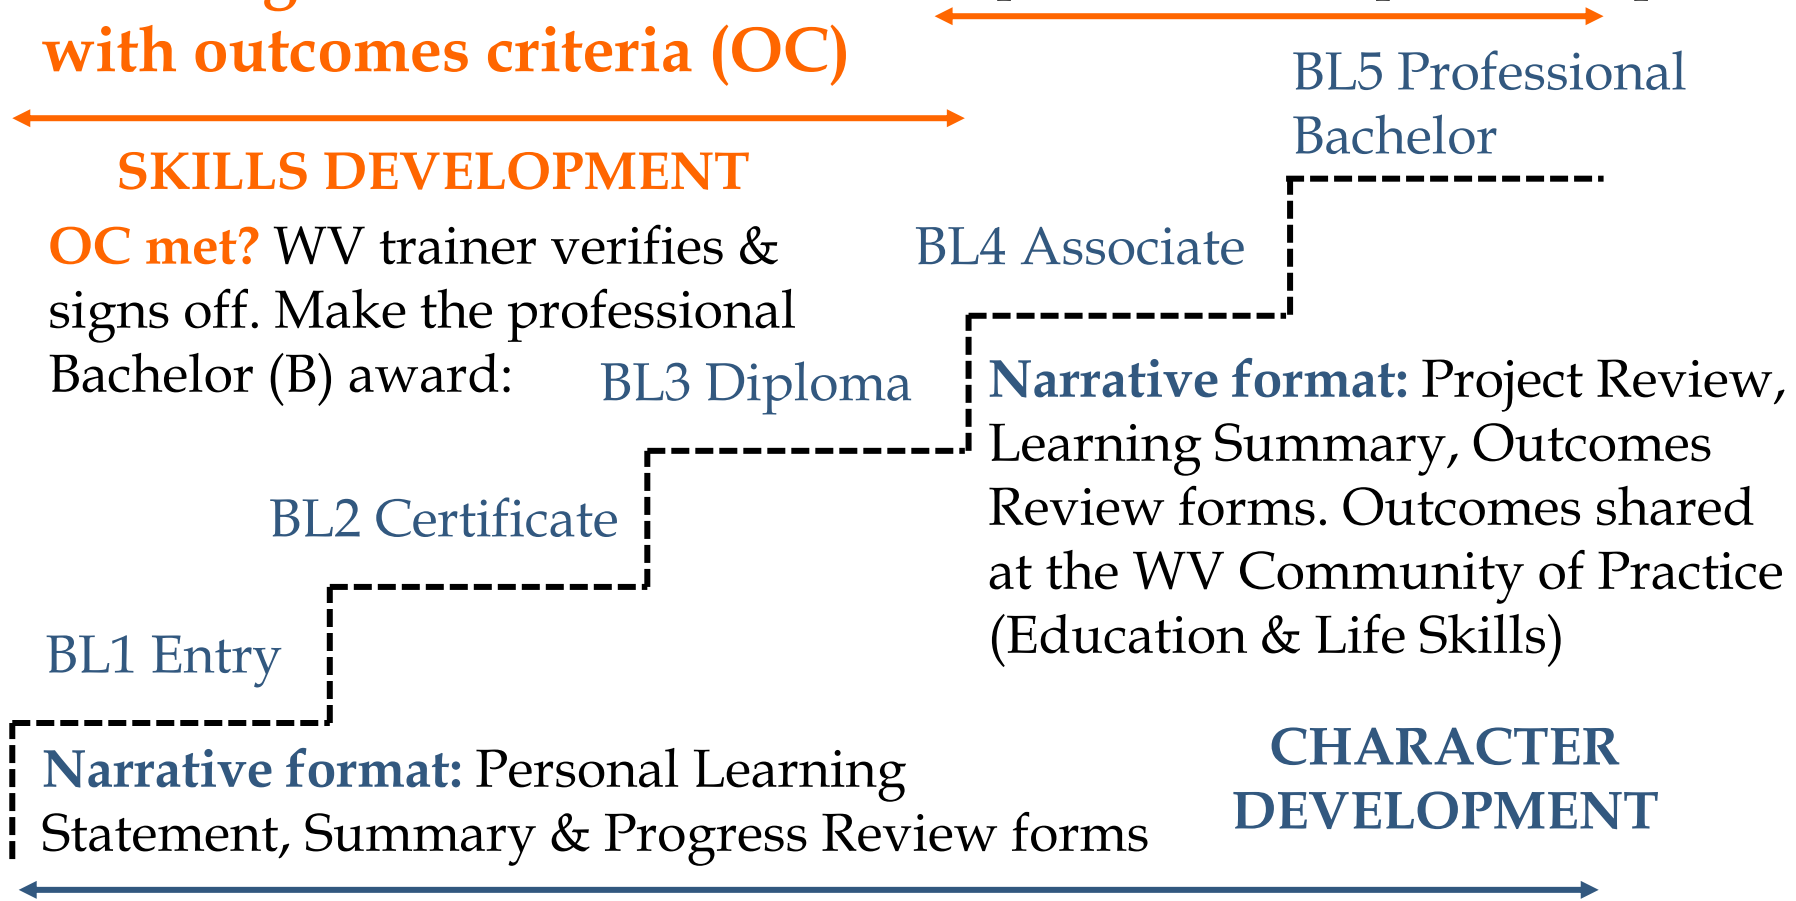 with outcomes criteria (OC)
BL5 Professional
Bachelor
SKILLS DEVELOPMENT
OC met? WV trainer verifies &
signs off. Make the professional
Bachelor (B) award:
BL4 Associate
BL3 Diploma
Narrative format: Project Review,
Learning Summary, Outcomes
Review forms. Outcomes shared
at the WV Community of Practice
(Education & Life Skills)
BL2 Certificate
BL1 Entry
Narrative format: Personal Learning
Statement, Summary & Progress Review forms
CHARACTER
DEVELOPMENT